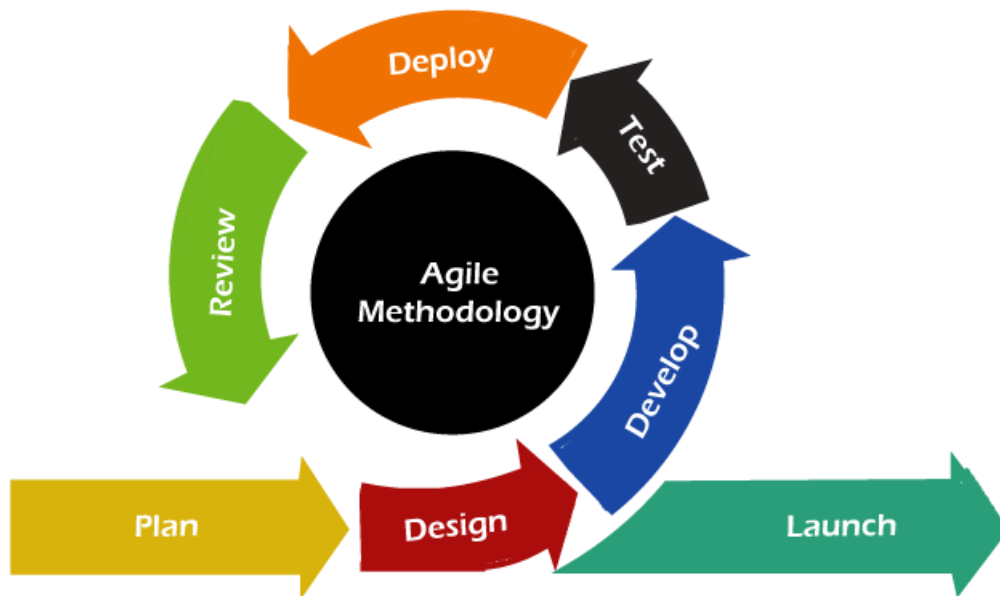 Deploy
Test
Review
Agile
Methodology
Develop
Plan
Design
Launch